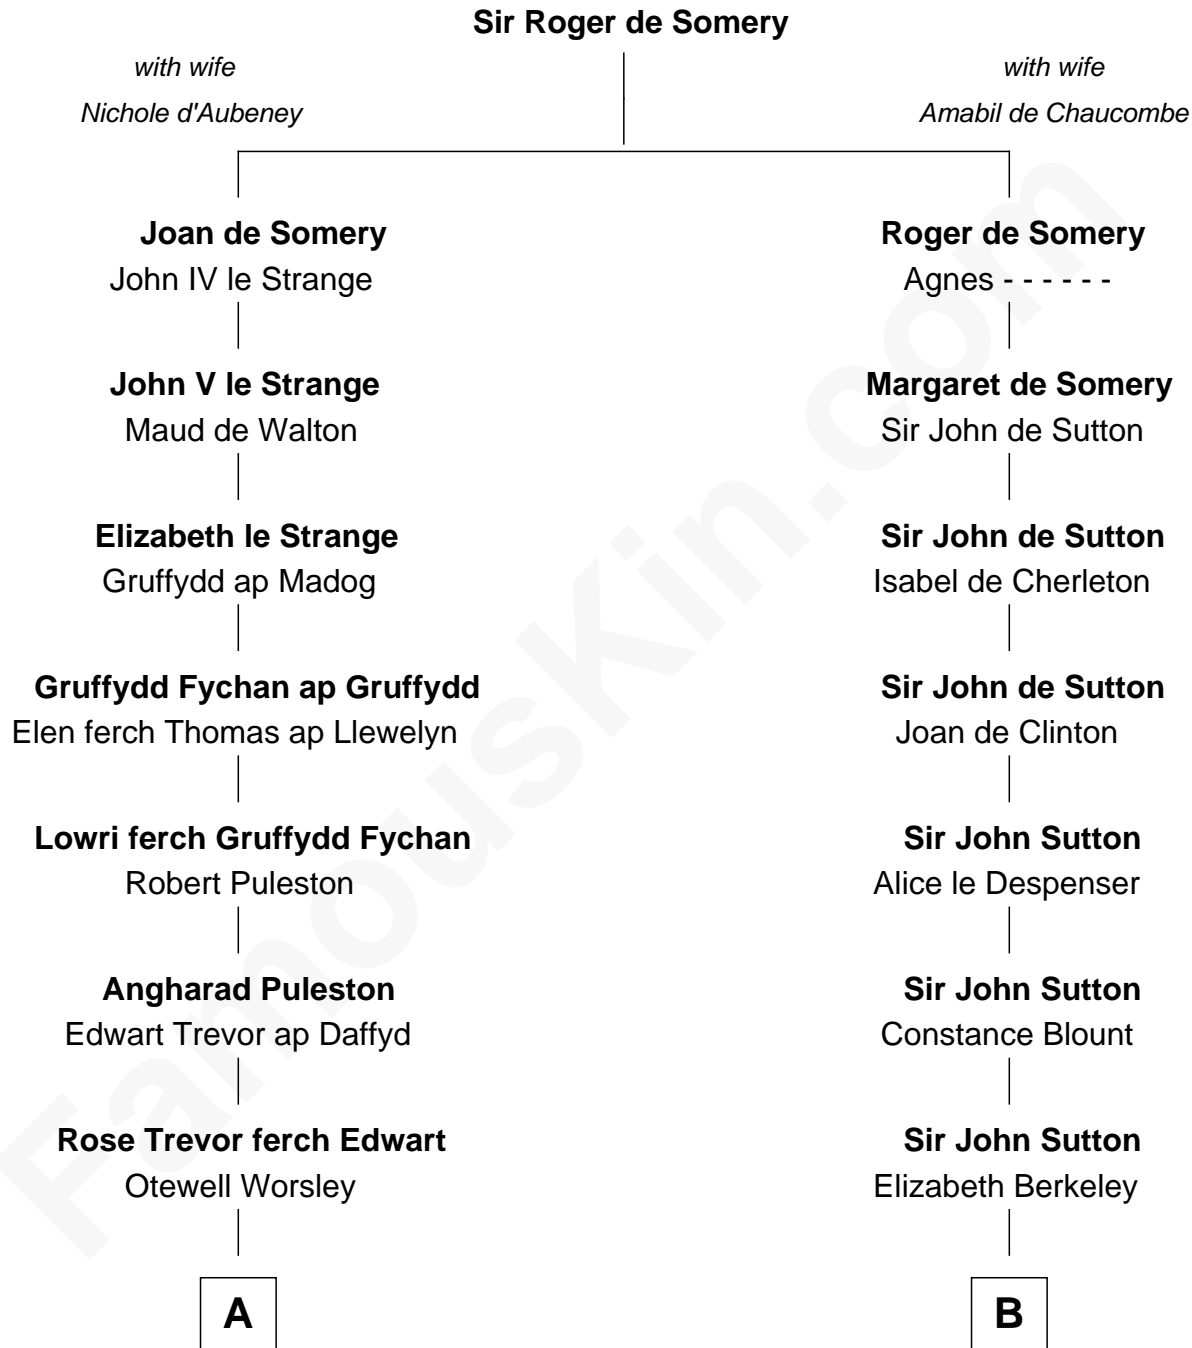 Sir Roger de Somery
with wife
Nichole d'Aubeney
with wife
Amabil de Chaucombe
Joan de Somery
John IV le Strange
Roger de Somery
Agnes - - - - - -
John V le Strange
Maud de Walton
Margaret de Somery
Sir John de Sutton
Elizabeth le Strange
Gruffydd ap Madog
Sir John de Sutton
Isabel de Cherleton
Gruffydd Fychan ap Gruffydd
Elen ferch Thomas ap Llewelyn
Sir John de Sutton
Joan de Clinton
Lowri ferch Gruffydd Fychan
Robert Puleston
Sir John Sutton
Alice le Despenser
Angharad Puleston
Edwart Trevor ap Daffyd
Sir John Sutton
Constance Blount
Rose Trevor ferch Edwart
Otewell Worsley
Sir John Sutton
Elizabeth Berkeley
A
B
FamousKin.com